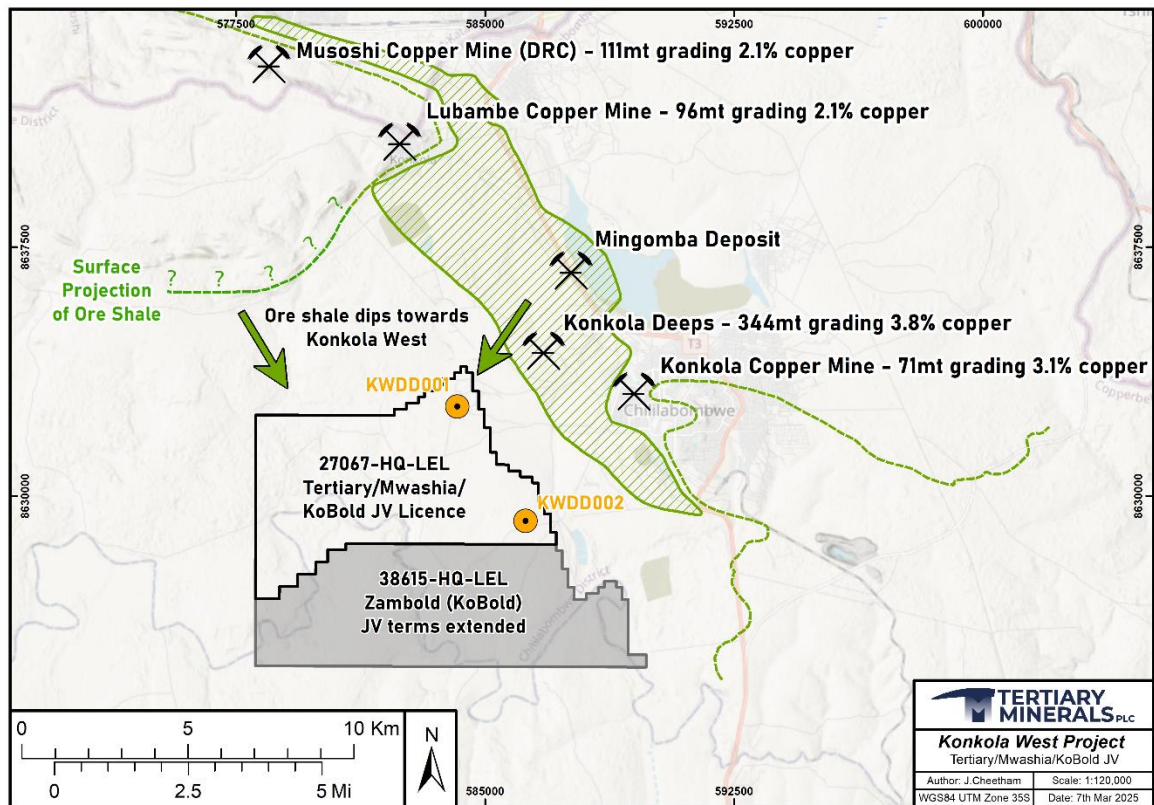 577500
585000
592500
600000
Musoshi Copper Mine (DRC) - 111mt grading 2.1% copper
Lubambe Copper Mine - 96mt grading 2.1% copper
Konkola
?
?
?
?
?
?
8637500
8637500
Mingomba Deposit
Surface
Projection
of Ore Shale
Ore shale dips towards
Konkola West
Konkola Deeps - 344mt grading 3.8% copper
T3
Konkola Copper Mine - 71mt grading 3.1% copper
KWDD001
Chililabombwe
27067-HQ-LEL
Tertiary/Mwashia/
KoBold JV Licence
KWDD002
8630000
8630000
38615-HQ-LEL
Zambold (KoBold)
JV terms extended
Chililabombwe District
0 5 10 Km
0 2.5 5 Mi
N
TERTIARY
MINERALS PLC
Konkola West Project
Tertiary/Mwashia/KoBold JV
Author: J.Cheetham
Scale: 1:120,000
WGS84 UTM Zone 35S
Date: 7th Mar 2025
585000
592500